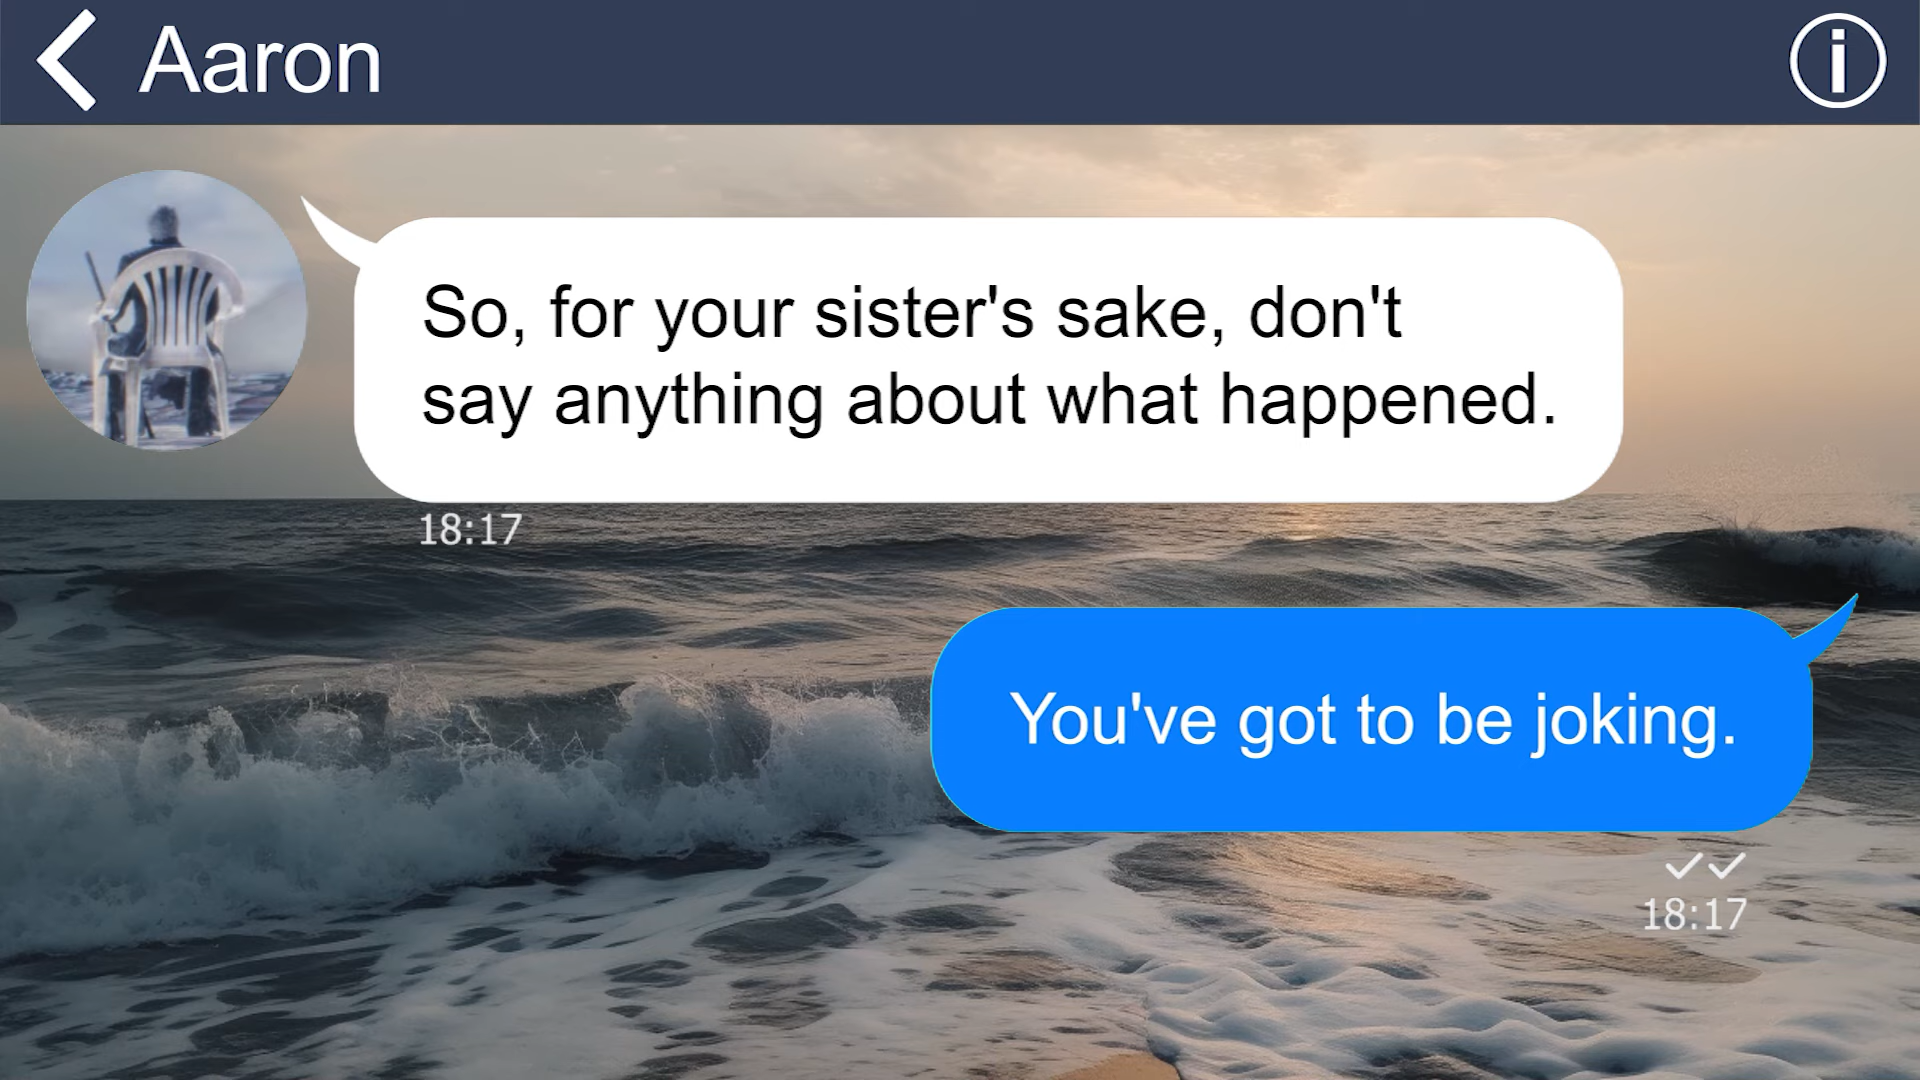 Aaron
So, for your sister's sake, don't
say anything about what happened.
18:17
You've got to be joking.
18:17